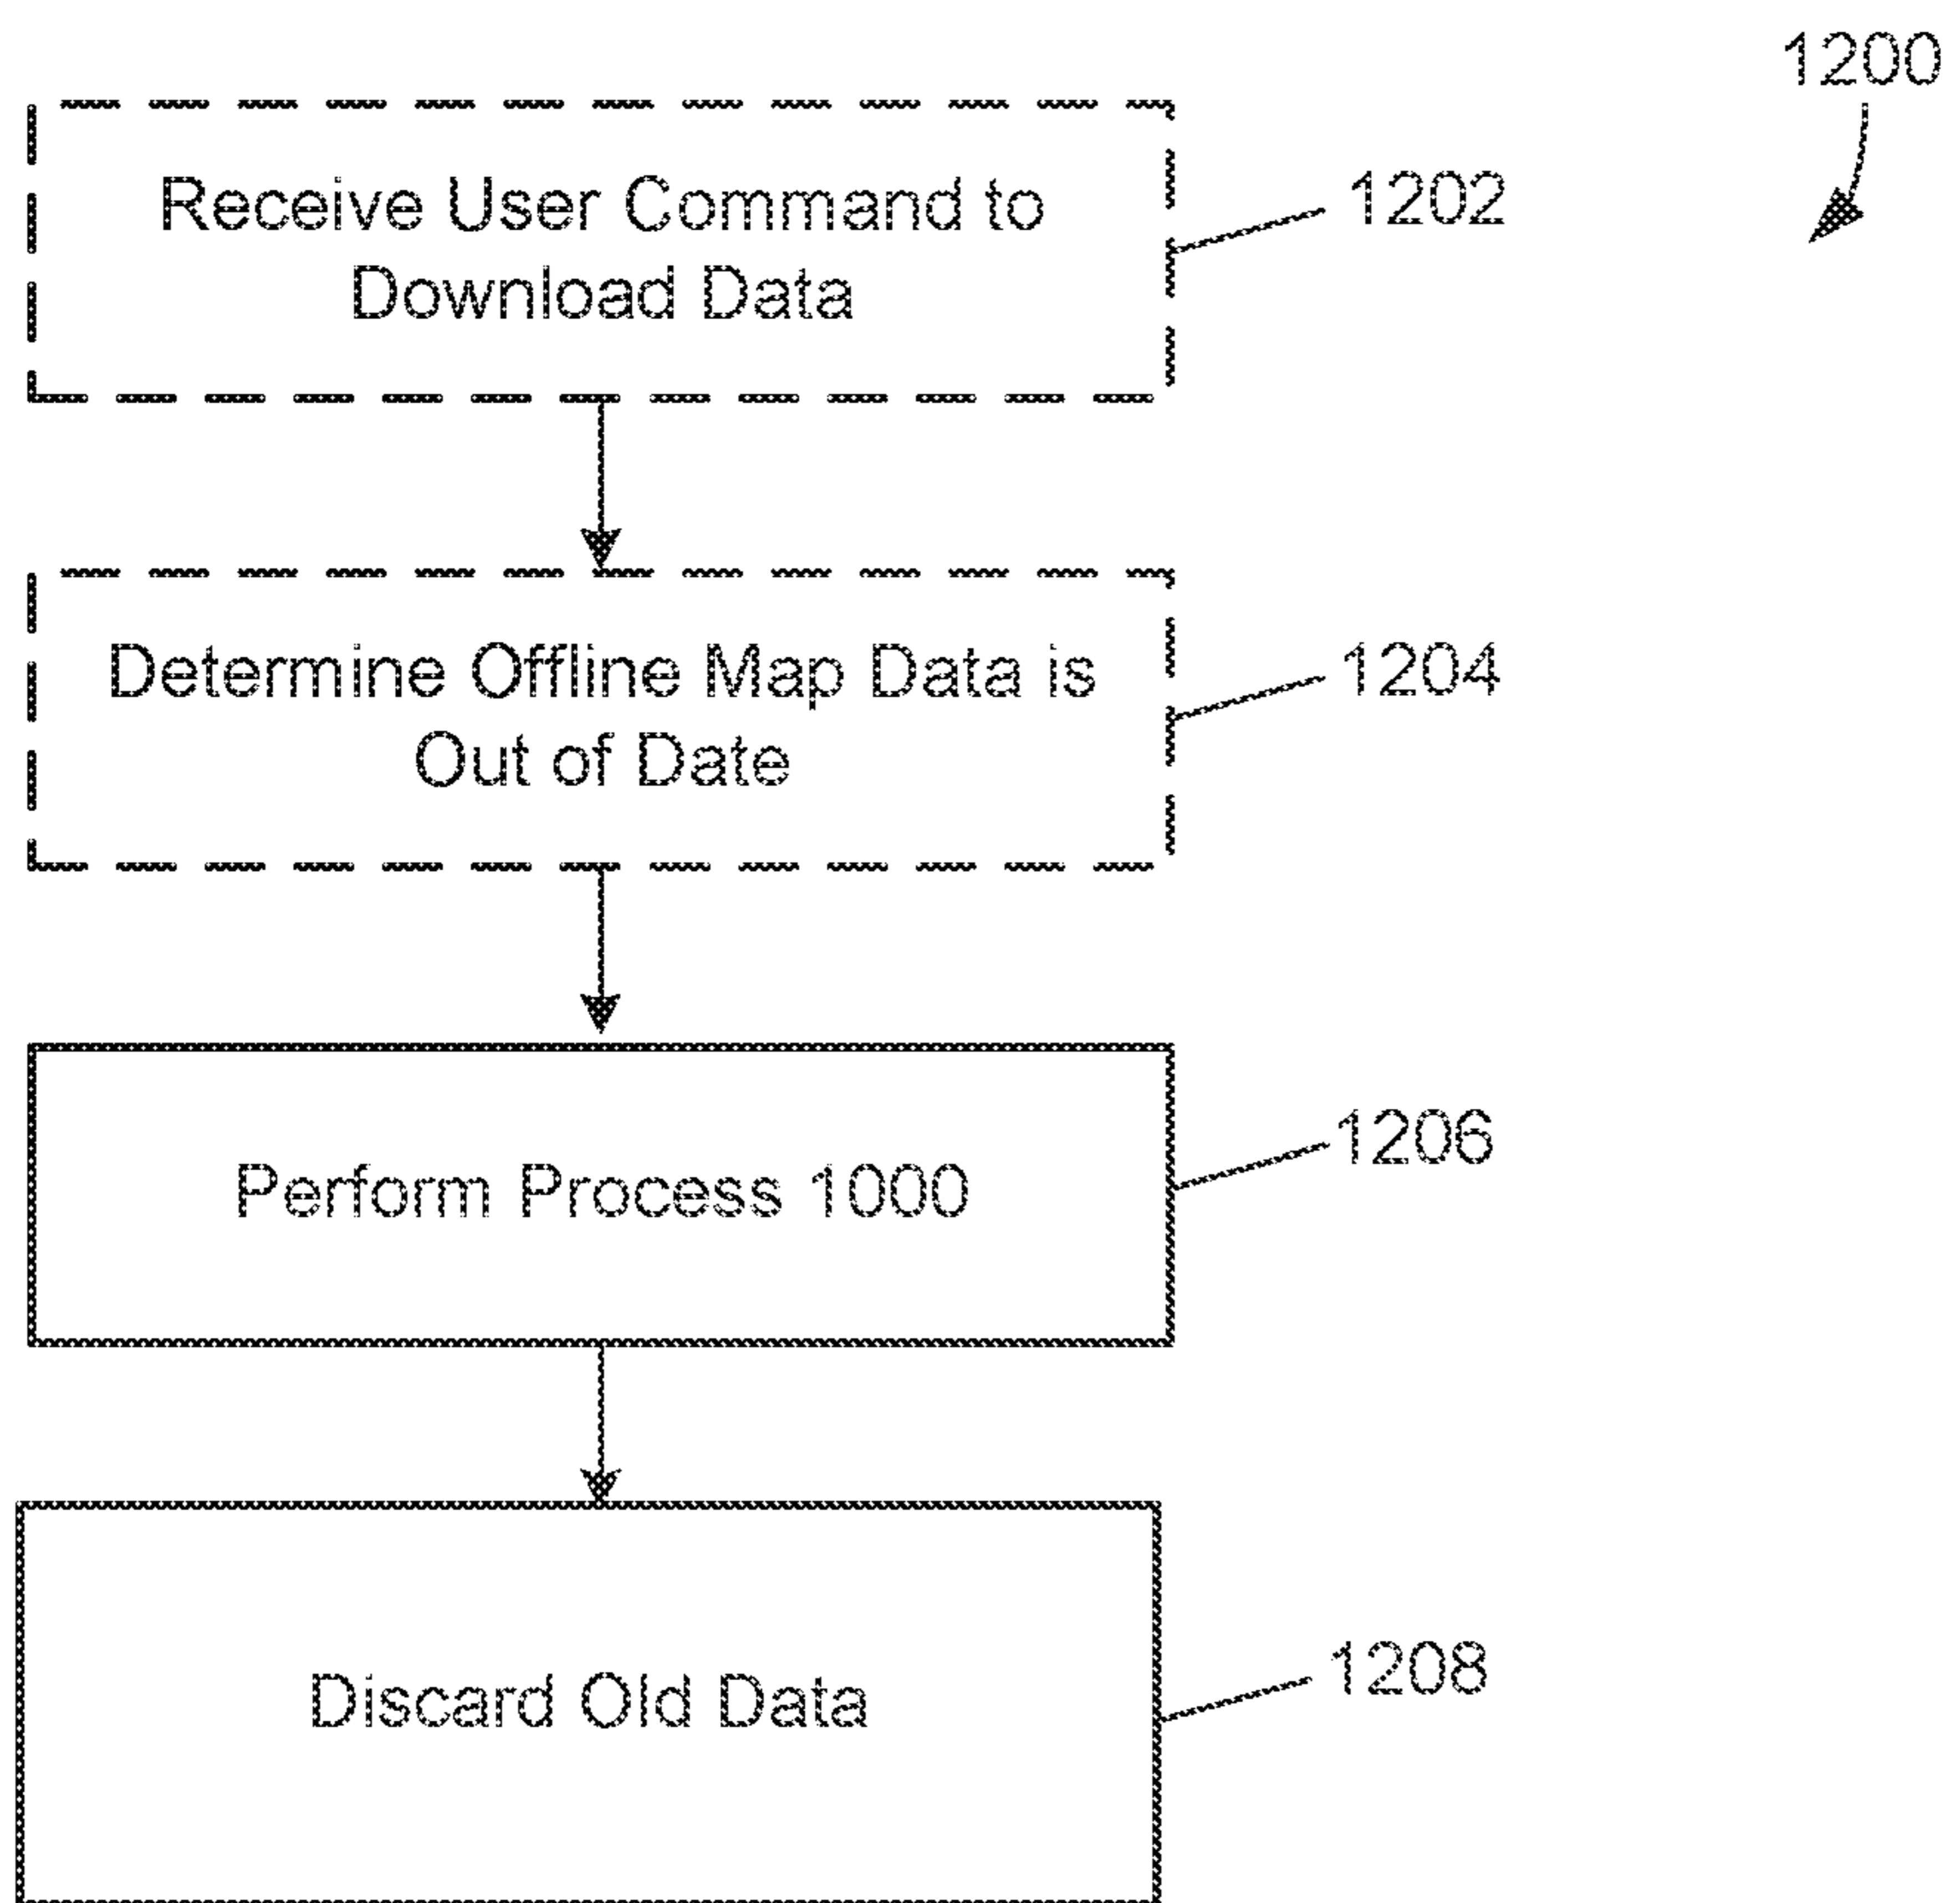 1200
Receive User Command to
Download Data
1202
Determine Offline Map Data is
Out of Date
1204
Perform Process 1000
1206
Discard Old Data
1208